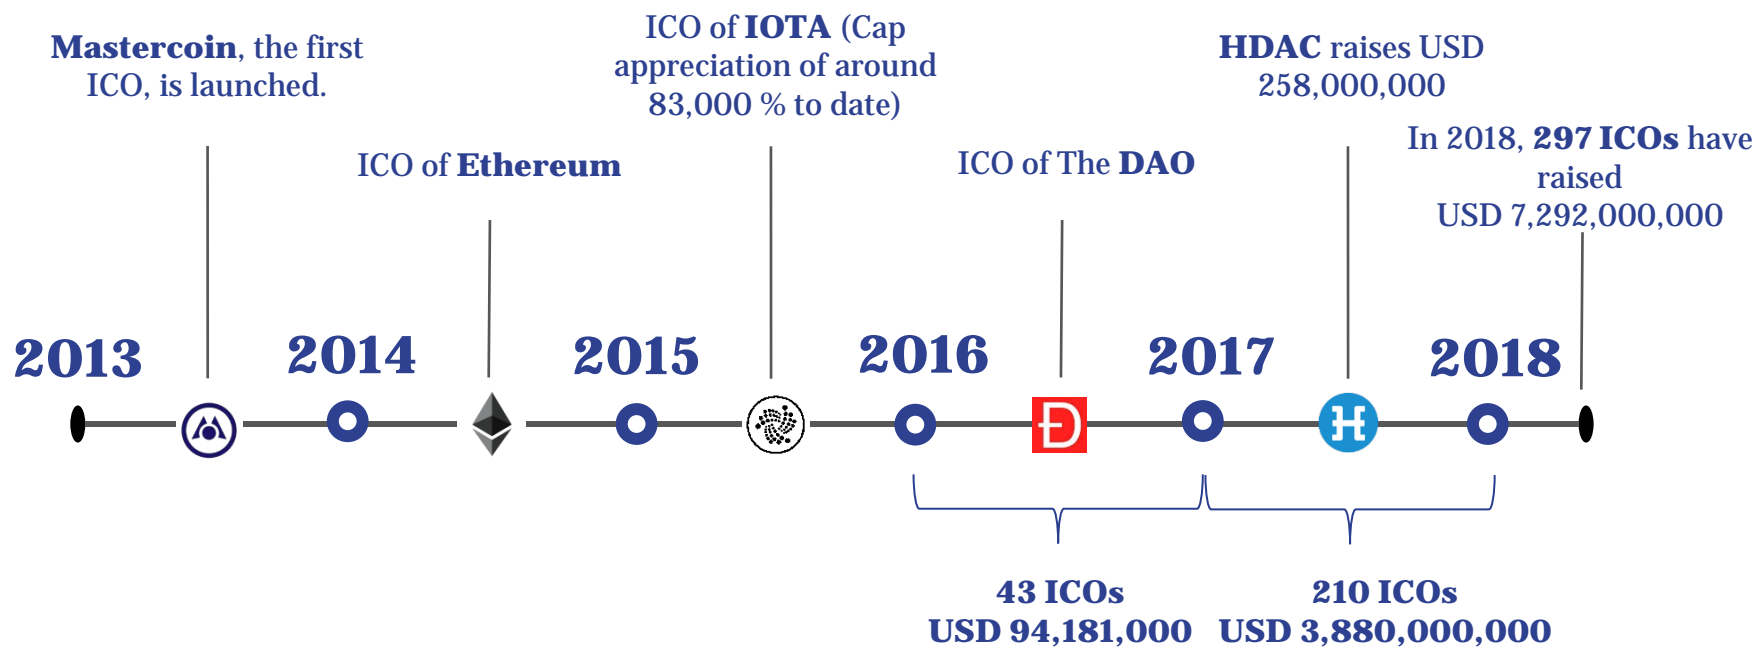 Mastercoin, the first
ICO, is launched.
ICO of Ethereum
ICO of IOTA (Cap
appreciation of around
83,000 % to date)
ICO of The DAO
HDAC raises USD
258,000,000
In 2018, 297 ICOs have
raised
USD 7,292,000,000
2013
2014
2015
2016
2017
2018
43 ICOs
USD 94,181,000
210 ICOs
USD 3,880,000,000